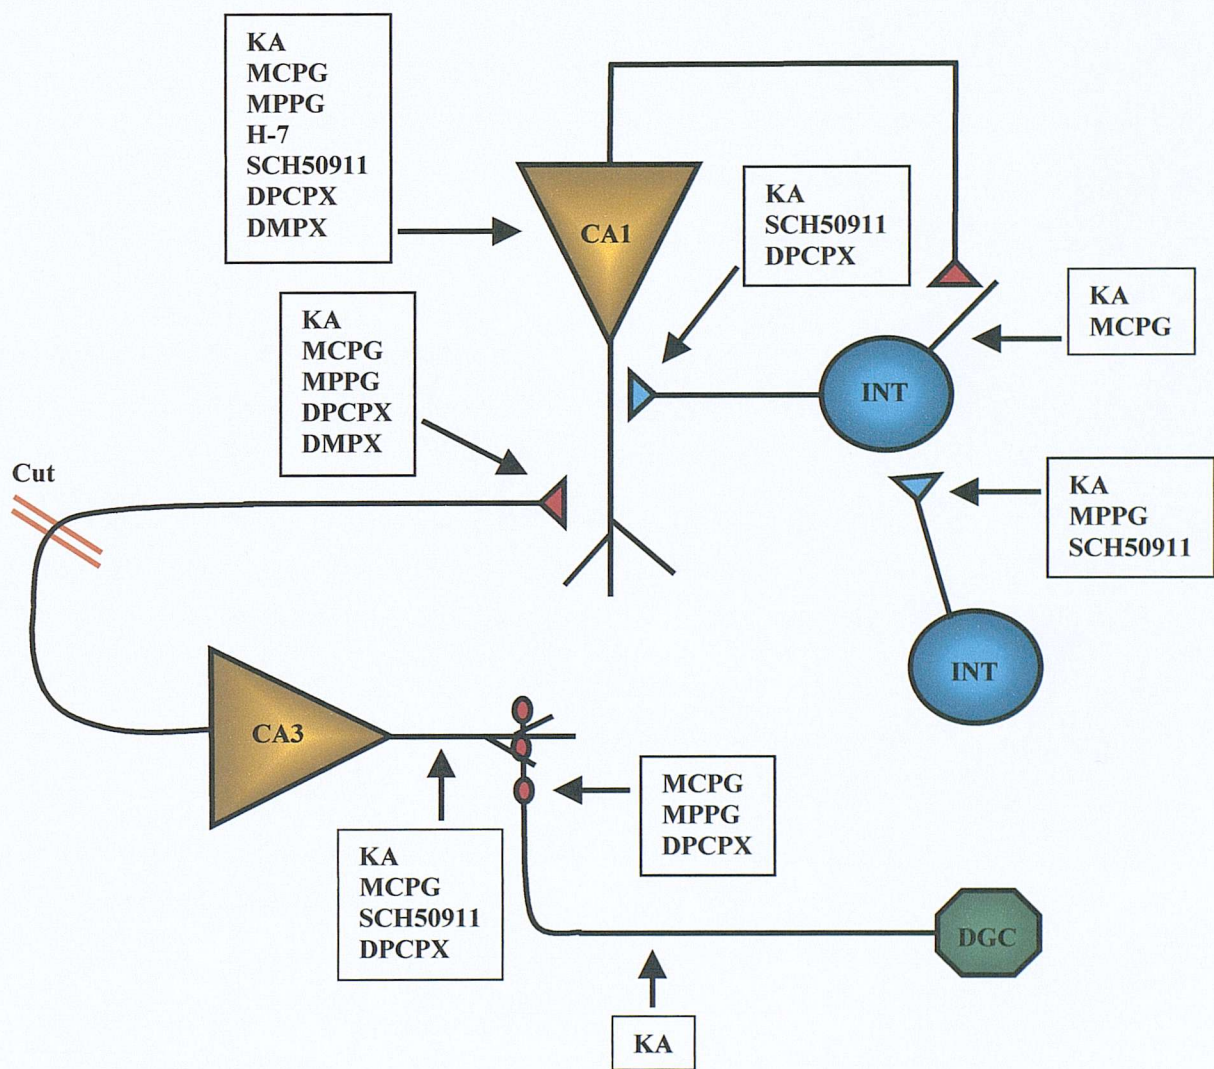 KA
MCPG
MPPG
H-7
SCH50911
DPCPX
DMPX
CA1
KA
SCH50911
DPCPX
KA
MCPG
KA
MCPG
MPPG
DPCPX
DMPX
INT
Cut
KA
MPPG
SCH50911
INT
CA3
MCPG
MPPG
DPCPX
KA
MCPG
SCH50911
DPCPX
DGC
KA